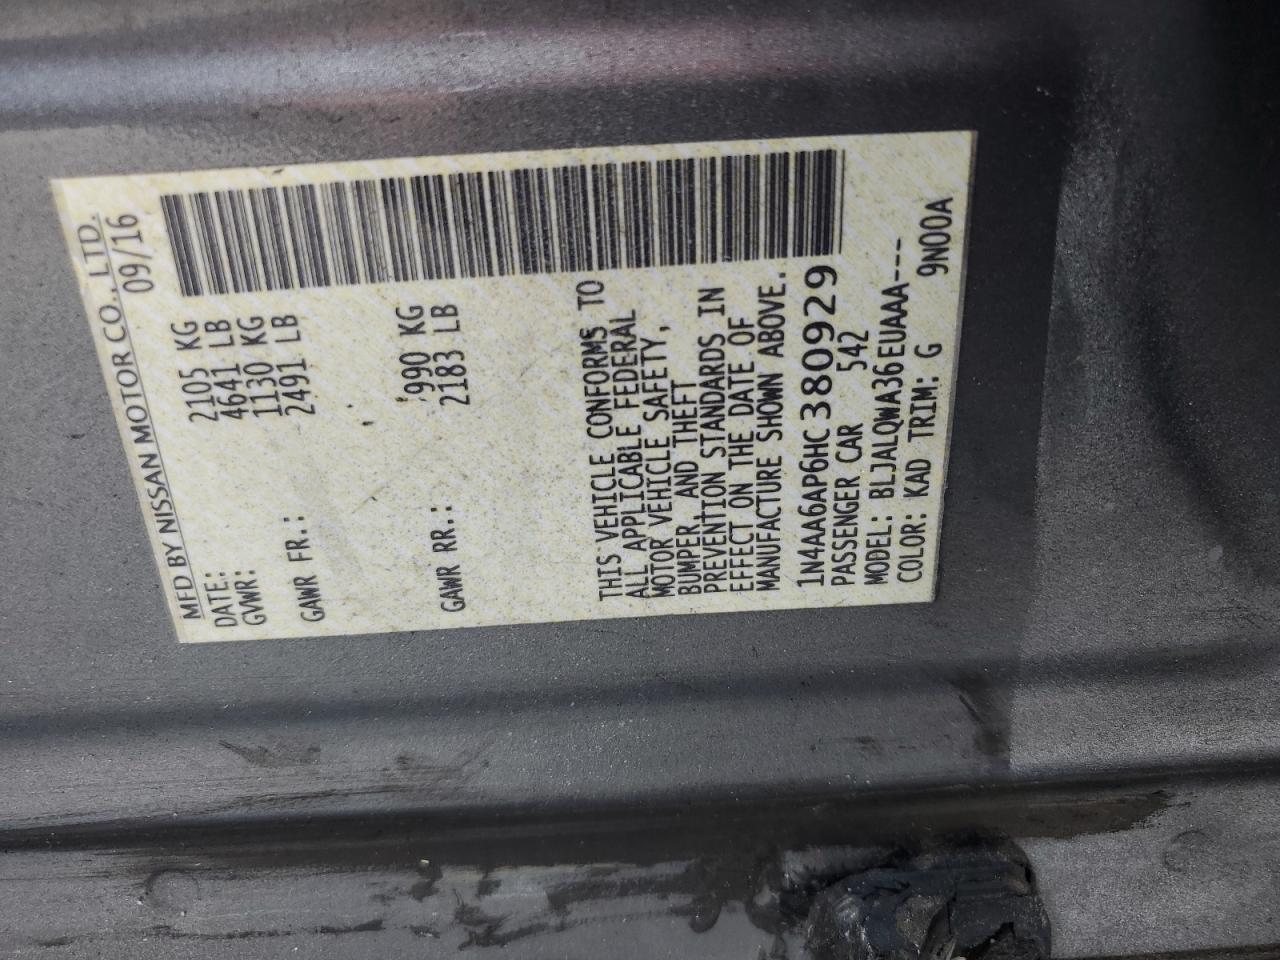 MFD BY NISSAN MOTOR CO., LTD.
DATE: 09/16
GVWR: 2105 KG
4641 LB
GAWR FR.: 1130 KG
2491 LB
GAWR RR.: 990 KG
2183 LB
THIS VEHICLE CONFORMS TO
ALL APPLICABLE FEDERAL
MOTOR VEHICLE SAFETY,
BUMPER, AND THEFT
PREVENTION STANDARDS IN
EFFECT ON THE DATE OF
MANUFACTURE SHOWN ABOVE.
1N4AA6AP6HC380929
PASSENGER CAR 542
MODEL: BLJALQWA36EUAAA---
COLOR: KAD TRIM: G 9N00A